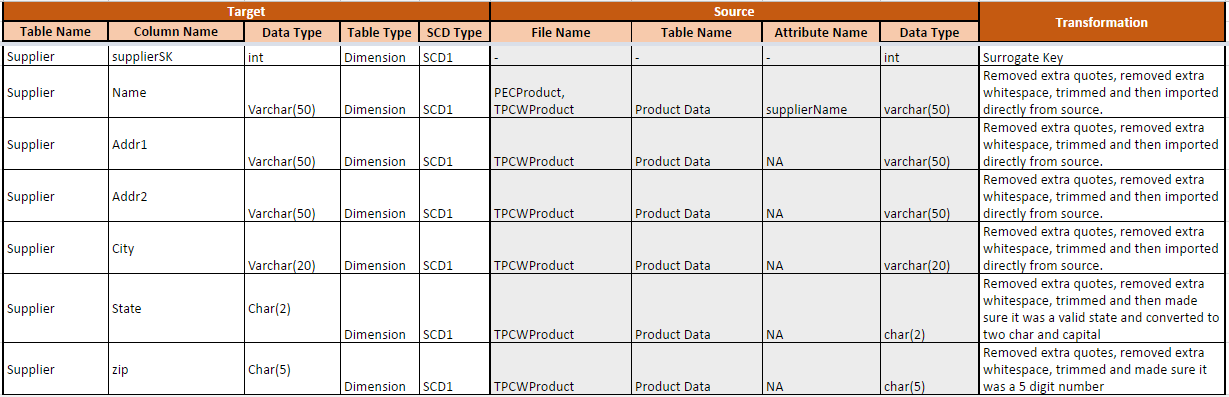 Target Source Transformation
Table Name Column Name Data Type Table Type SCD Type File Name Table Name Attribute Name Data Type
Supplier supplierSK int Dimension SCD1 - - - int Surrogate Key
Supplier Name Varchar(50) Dimension SCD1 PECProduct, TPCWProduct Product Data supplierName varchar(50) Removed extra quotes, removed extra
whitespace, trimmed and then imported
directly from source.
Supplier Addr1 Varchar(50) Dimension SCD1 TPCWProduct Product Data NA varchar(50) Removed extra quotes, removed extra
whitespace, trimmed and then imported
directly from source.
Supplier Addr2 Varchar(50) Dimension SCD1 TPCWProduct Product Data NA varchar(50) Removed extra quotes, removed extra
whitespace, trimmed and then imported
directly from source.
Supplier City Varchar(20) Dimension SCD1 TPCWProduct Product Data NA varchar(20) Removed extra quotes, removed extra
whitespace, trimmed and then imported
directly from source.
Supplier State Char(2) Dimension SCD1 TPCWProduct Product Data NA char(2) Removed extra quotes, removed extra
whitespace, trimmed and then made
sure it was a valid state and converted to
two char and capital
Supplier zip Char(5) Dimension SCD1 TPCWProduct Product Data NA char(5) Removed extra quotes, removed extra
whitespace, trimmed and made sure it
was a 5 digit number